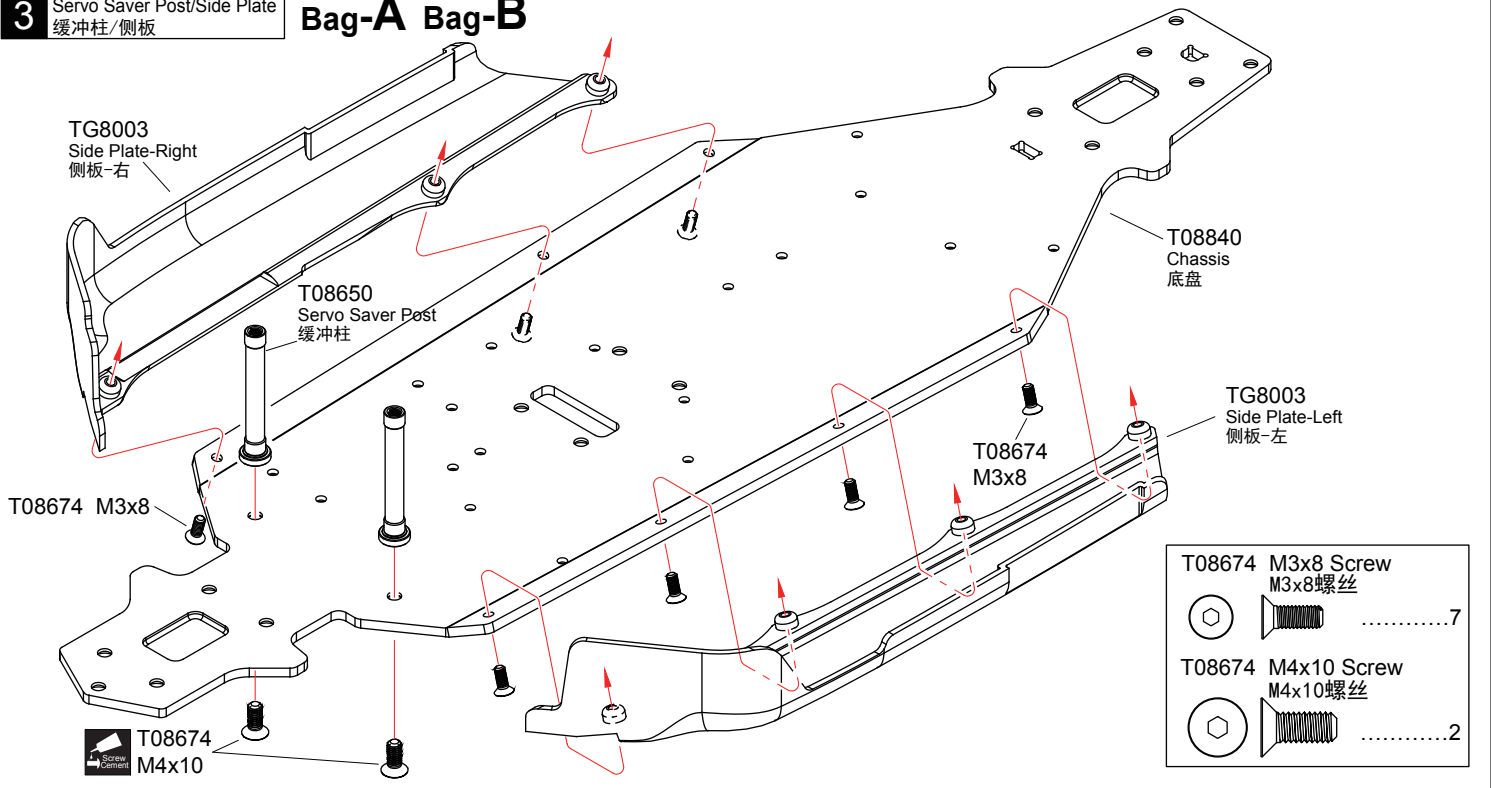 3
Servo Saver Post/Side Plate
缓冲柱/侧板
Bag-A Bag-B
TG8003
Side Plate-Right
侧板-右
T08650
Servo Saver Post
缓冲柱
T08840
Chassis
底盘
TG8003
Side Plate-Left
侧板-左
T08674
M3x8
T08674 M3x8
Screw
Cement
T08674
M4x10
T08674 M3x8 Screw
M3x8螺丝
............7
T08674 M4x10 Screw
M4x10螺丝
............2